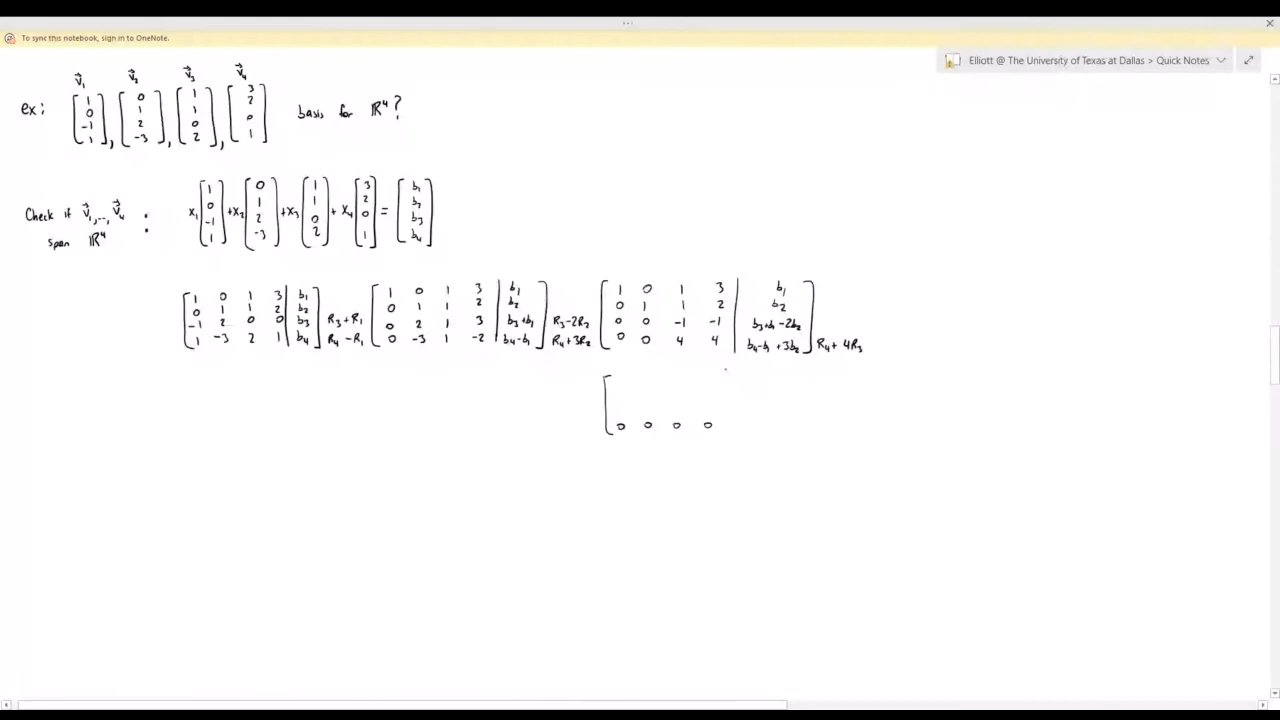 To sync this notebook, sign in to OneNote.
Elliott @ The University of Texas at Dallas > Quick Notes
ex: v⃗₁ [1 0 -1 1], v⃗₂ [0 1 2 -3], v⃗₃ [1 1 0 2], v⃗₄ [3 2 0 1] basis for ℝ⁴?
Check if v⃗₁,..,v⃗₄ span ℝ⁴ : x₁[1 0 -1 1] + x₂[0 1 2 -3] + x₃[1 1 0 2] + x₄[3 2 0 1] = [b₁ b₂ b₃ b₄]
[1 0 1 3 | b₁
0 1 1 2 | b₂
-1 2 0 0 | b₃] R₃+R₁
1 -3 2 1 | b₄] R₄-R₁
[1 0 1 3 | b₁
0 1 1 2 | b₂
0 2 1 3 | b₃+b₁] R₃-2R₂
0 -3 1 -2 | b₄-b₁] R₄+3R₂
[1 0 1 3 | b₁
0 1 1 2 | b₂
0 0 -1 -1 | b₃+b₁-2b₂
0 0 4 4 | b₄-b₁+3b₂] R₄+4R₃
[0 0 0 0